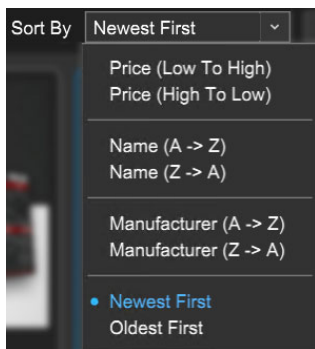 Sort By Newest First
Price (Low To High)
Price (High To Low)
Name (A -> Z)
Name (Z -> A)
Manufacturer (A -> Z)
Manufacturer (Z -> A)
Newest First
Oldest First